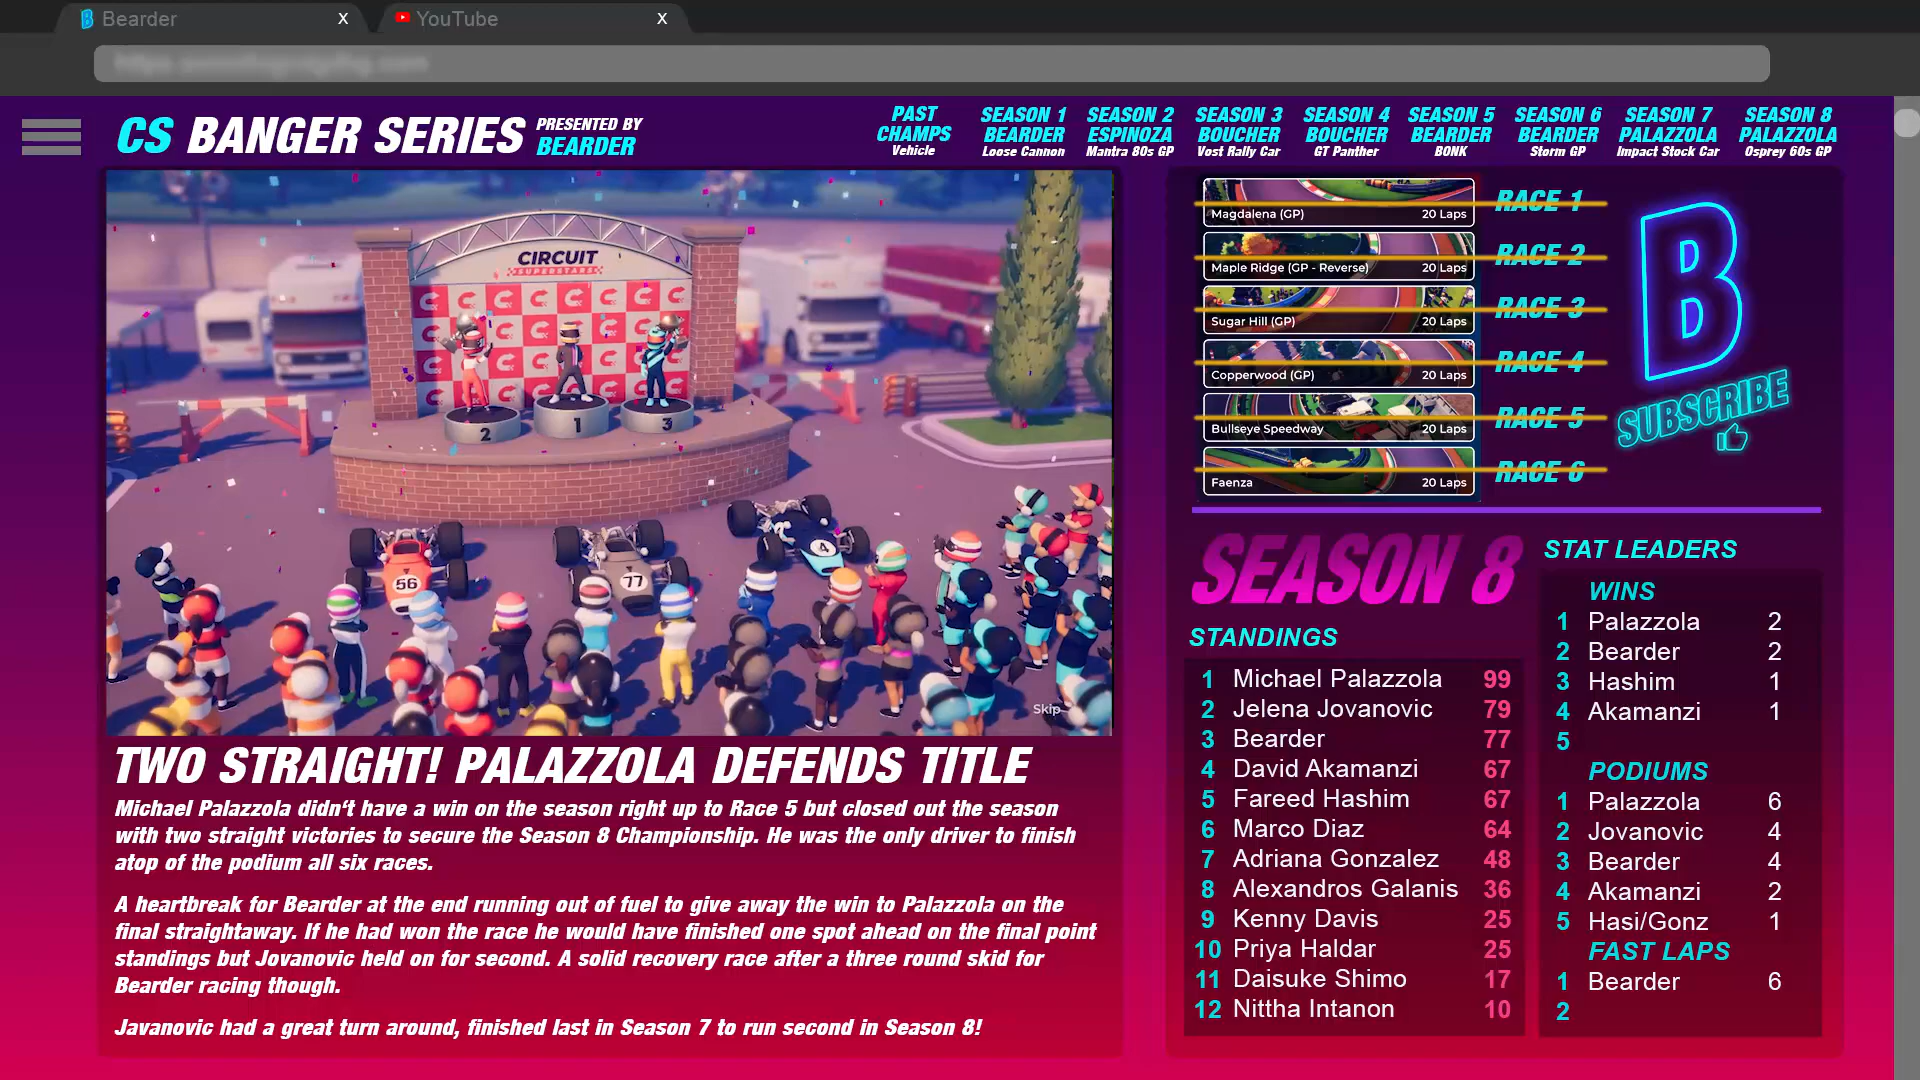 Bearder x
YouTube x
CS BANGER SERIES
PRESENTED BY
BEARDER
PAST
CHAMPS
Vehicle
SEASON 1
BEARDER
Loose Cannon
SEASON 2
ESPINOZA
Mantra 80s GP
SEASON 3
BOUCHER
Vost Rally Car
SEASON 4
BOUCHER
GT Panther
SEASON 5
BEARDER
BONK
SEASON 6
BEARDER
Storm GP
SEASON 7
PALAZZOLA
Impact Stock Car
SEASON 8
PALAZZOLA
Osprey 60s GP
CIRCUIT
SUPERSTARS
2
1
3
56
77
4
Skip
TWO STRAIGHT! PALAZZOLA DEFENDS TITLE
Michael Palazzola didn't have a win on the season right up to Race 5 but closed out the season
with two straight victories to secure the Season 8 Championship. He was the only driver to finish
atop of the podium all six races.
A heartbreak for Bearder at the end running out of fuel to give away the win to Palazzola on the
final straightaway. If he had won the race he would have finished one spot ahead on the final point
standings but Jovanovic held on for second. A solid recovery race after a three round skid for
Bearder racing though.
Javanovic had a great turn around, finished last in Season 7 to run second in Season 8!
Magdalena (GP) 20 Laps RACE 1
Maple Ridge (GP - Reverse) 20 Laps RACE 2
Sugar Hill (GP) 20 Laps RACE 3
Copperwood (GP) 20 Laps RACE 4
Bullseye Speedway 20 Laps RACE 5
Faenza 20 Laps RACE 6
B
SUBSCRIBE
SEASON 8
STANDINGS
1 Michael Palazzola 99
2 Jelena Jovanovic 79
3 Bearder 77
4 David Akamanzi 67
5 Fareed Hashim 67
6 Marco Diaz 64
7 Adriana Gonzalez 48
8 Alexandros Galanis 36
9 Kenny Davis 25
10 Priya Haldar 25
11 Daisuke Shimo 17
12 Nittha Intanon 10
STAT LEADERS
WINS
1 Palazzola 2
2 Bearder 2
3 Hashim 1
4 Akamanzi 1
5
PODIUMS
1 Palazzola 6
2 Jovanovic 4
3 Bearder 4
4 Akamanzi 2
5 Hasi/Gonz 1
FAST LAPS
1 Bearder 6
2